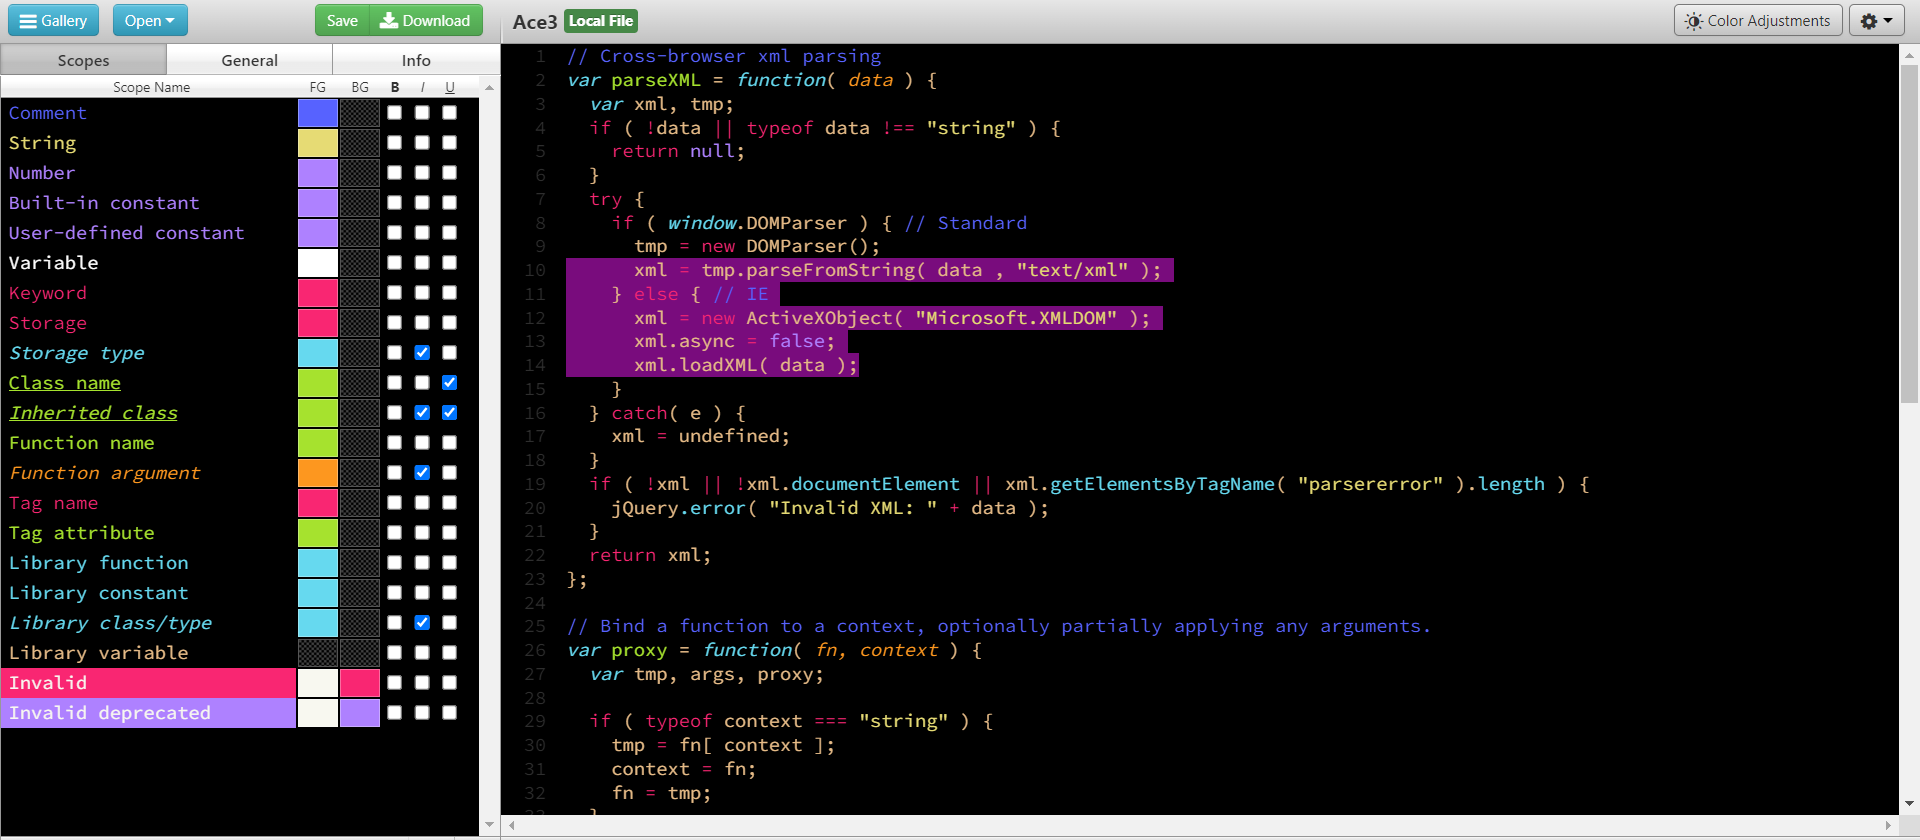 Gallery Open Save Download Ace3 Local File Color Adjustments
Scopes General Info
Scope Name FG BG B I U
Comment
String
Number
Built-in constant
User-defined constant
Variable
Keyword
Storage
Storage type
Class name
Inherited class
Function name
Function argument
Tag name
Tag attribute
Library function
Library constant
Library class/type
Library variable
Invalid
Invalid deprecated
1 // Cross-browser xml parsing
2 var parseXML = function( data ) {
3   var xml, tmp;
4   if ( !data || typeof data !== "string" ) {
5     return null;
6   }
7   try {
8     if ( window.DOMParser ) { // Standard
9       tmp = new DOMParser();
10       xml = tmp.parseFromString( data , "text/xml" );
11     } else { // IE
12       xml = new ActiveXObject( "Microsoft.XMLDOM" );
13       xml.async = false;
14       xml.loadXML( data );
15     }
16   } catch( e ) {
17     xml = undefined;
18   }
19   if ( !xml || !xml.documentElement || xml.getElementsByTagName( "parsererror" ).length ) {
20     jQuery.error( "Invalid XML: " + data );
21   }
22   return xml;
23 };
24
25 // Bind a function to a context, optionally partially applying any arguments.
26 var proxy = function( fn, context ) {
27   var tmp, args, proxy;
28
29   if ( typeof context === "string" ) {
30     tmp = fn[ context ];
31     context = fn;
32     fn = tmp;